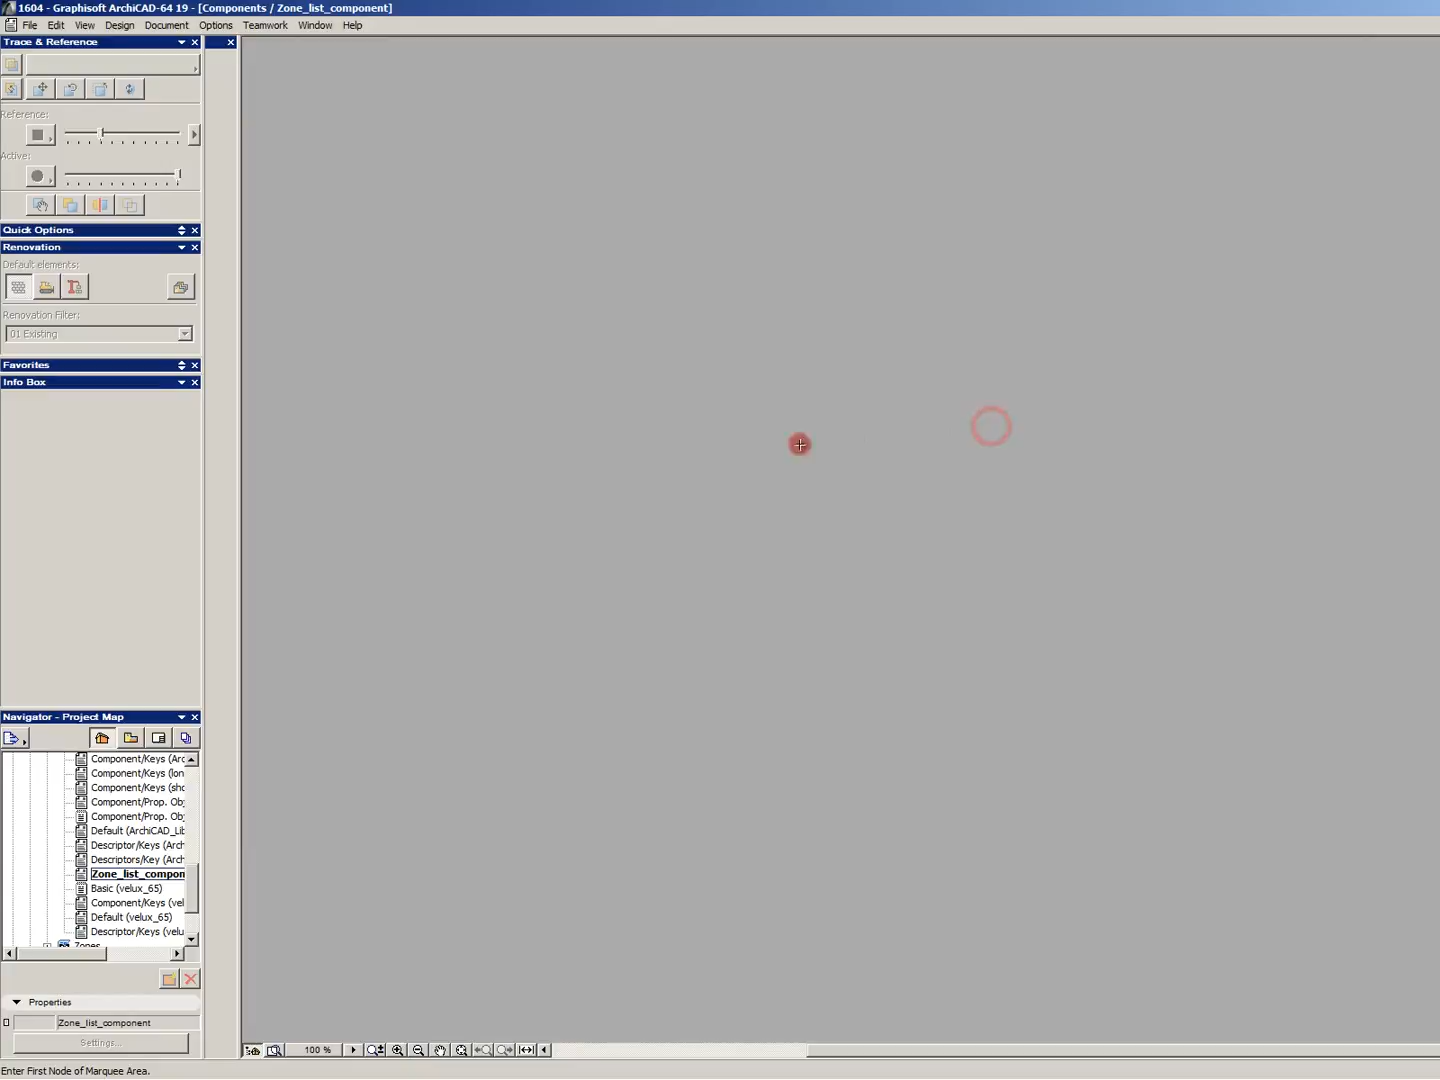 1604 - Graphisoft ArchiCAD-64 19 - [Components / Zone_list_component]
File Edit View Design Document Options Teamwork Window Help
Trace & Reference
Reference:
Active:
Quick Options
Renovation
Default elements:
Renovation Filter:
01 Existing
Favorites
Info Box
Navigator - Project Map
Component/Keys (Arc
Component/Keys (lon
Component/Keys (sho
Component/Prop. Obj
Component/Prop. Obj
Default (ArchiCAD_Lib
Descriptor/Keys (Arch
Descriptors/Key (Arch
Zone_list_compon
Basic (velux_65)
Component/Keys (vel
Default (velux_65)
Descriptor/Keys (velu
Zones
Properties
Zone_list_component
Settings...
100 %
Enter First Node of Marquee Area.